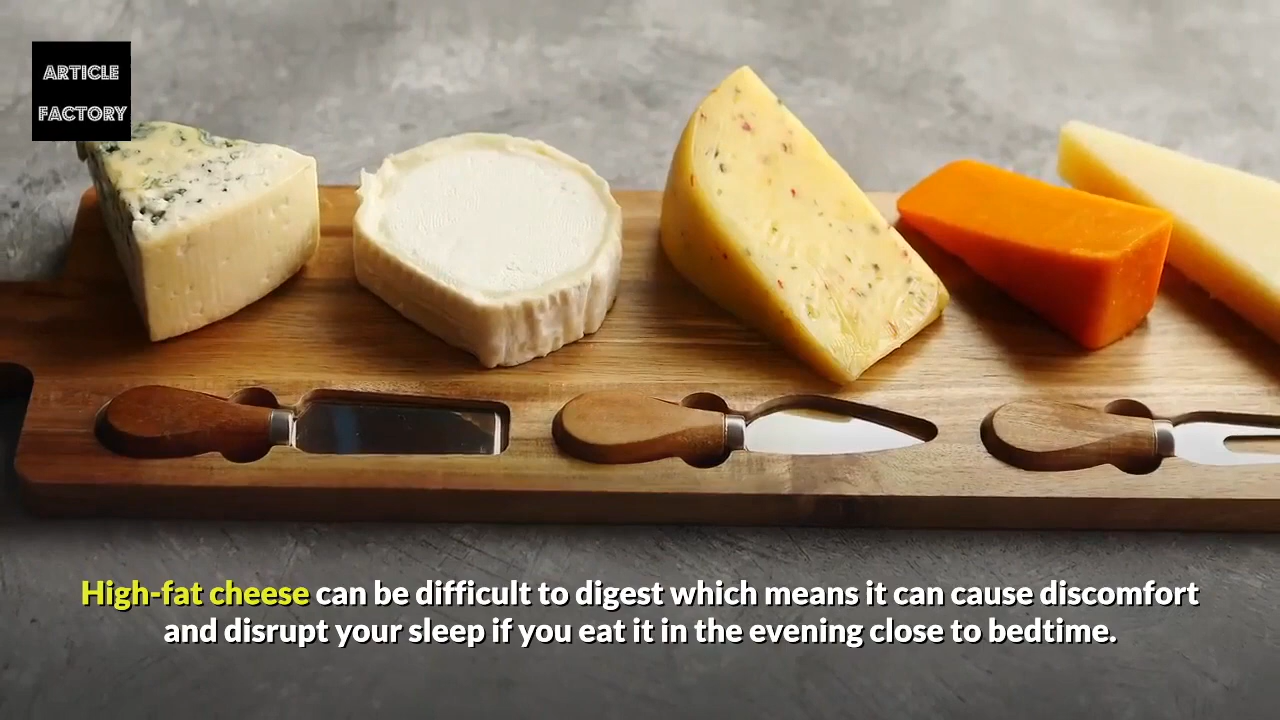 ARTICLE
FACTORY
High-fat cheese can be difficult to digest which means it can cause discomfort
and disrupt your sleep if you eat it in the evening close to bedtime.